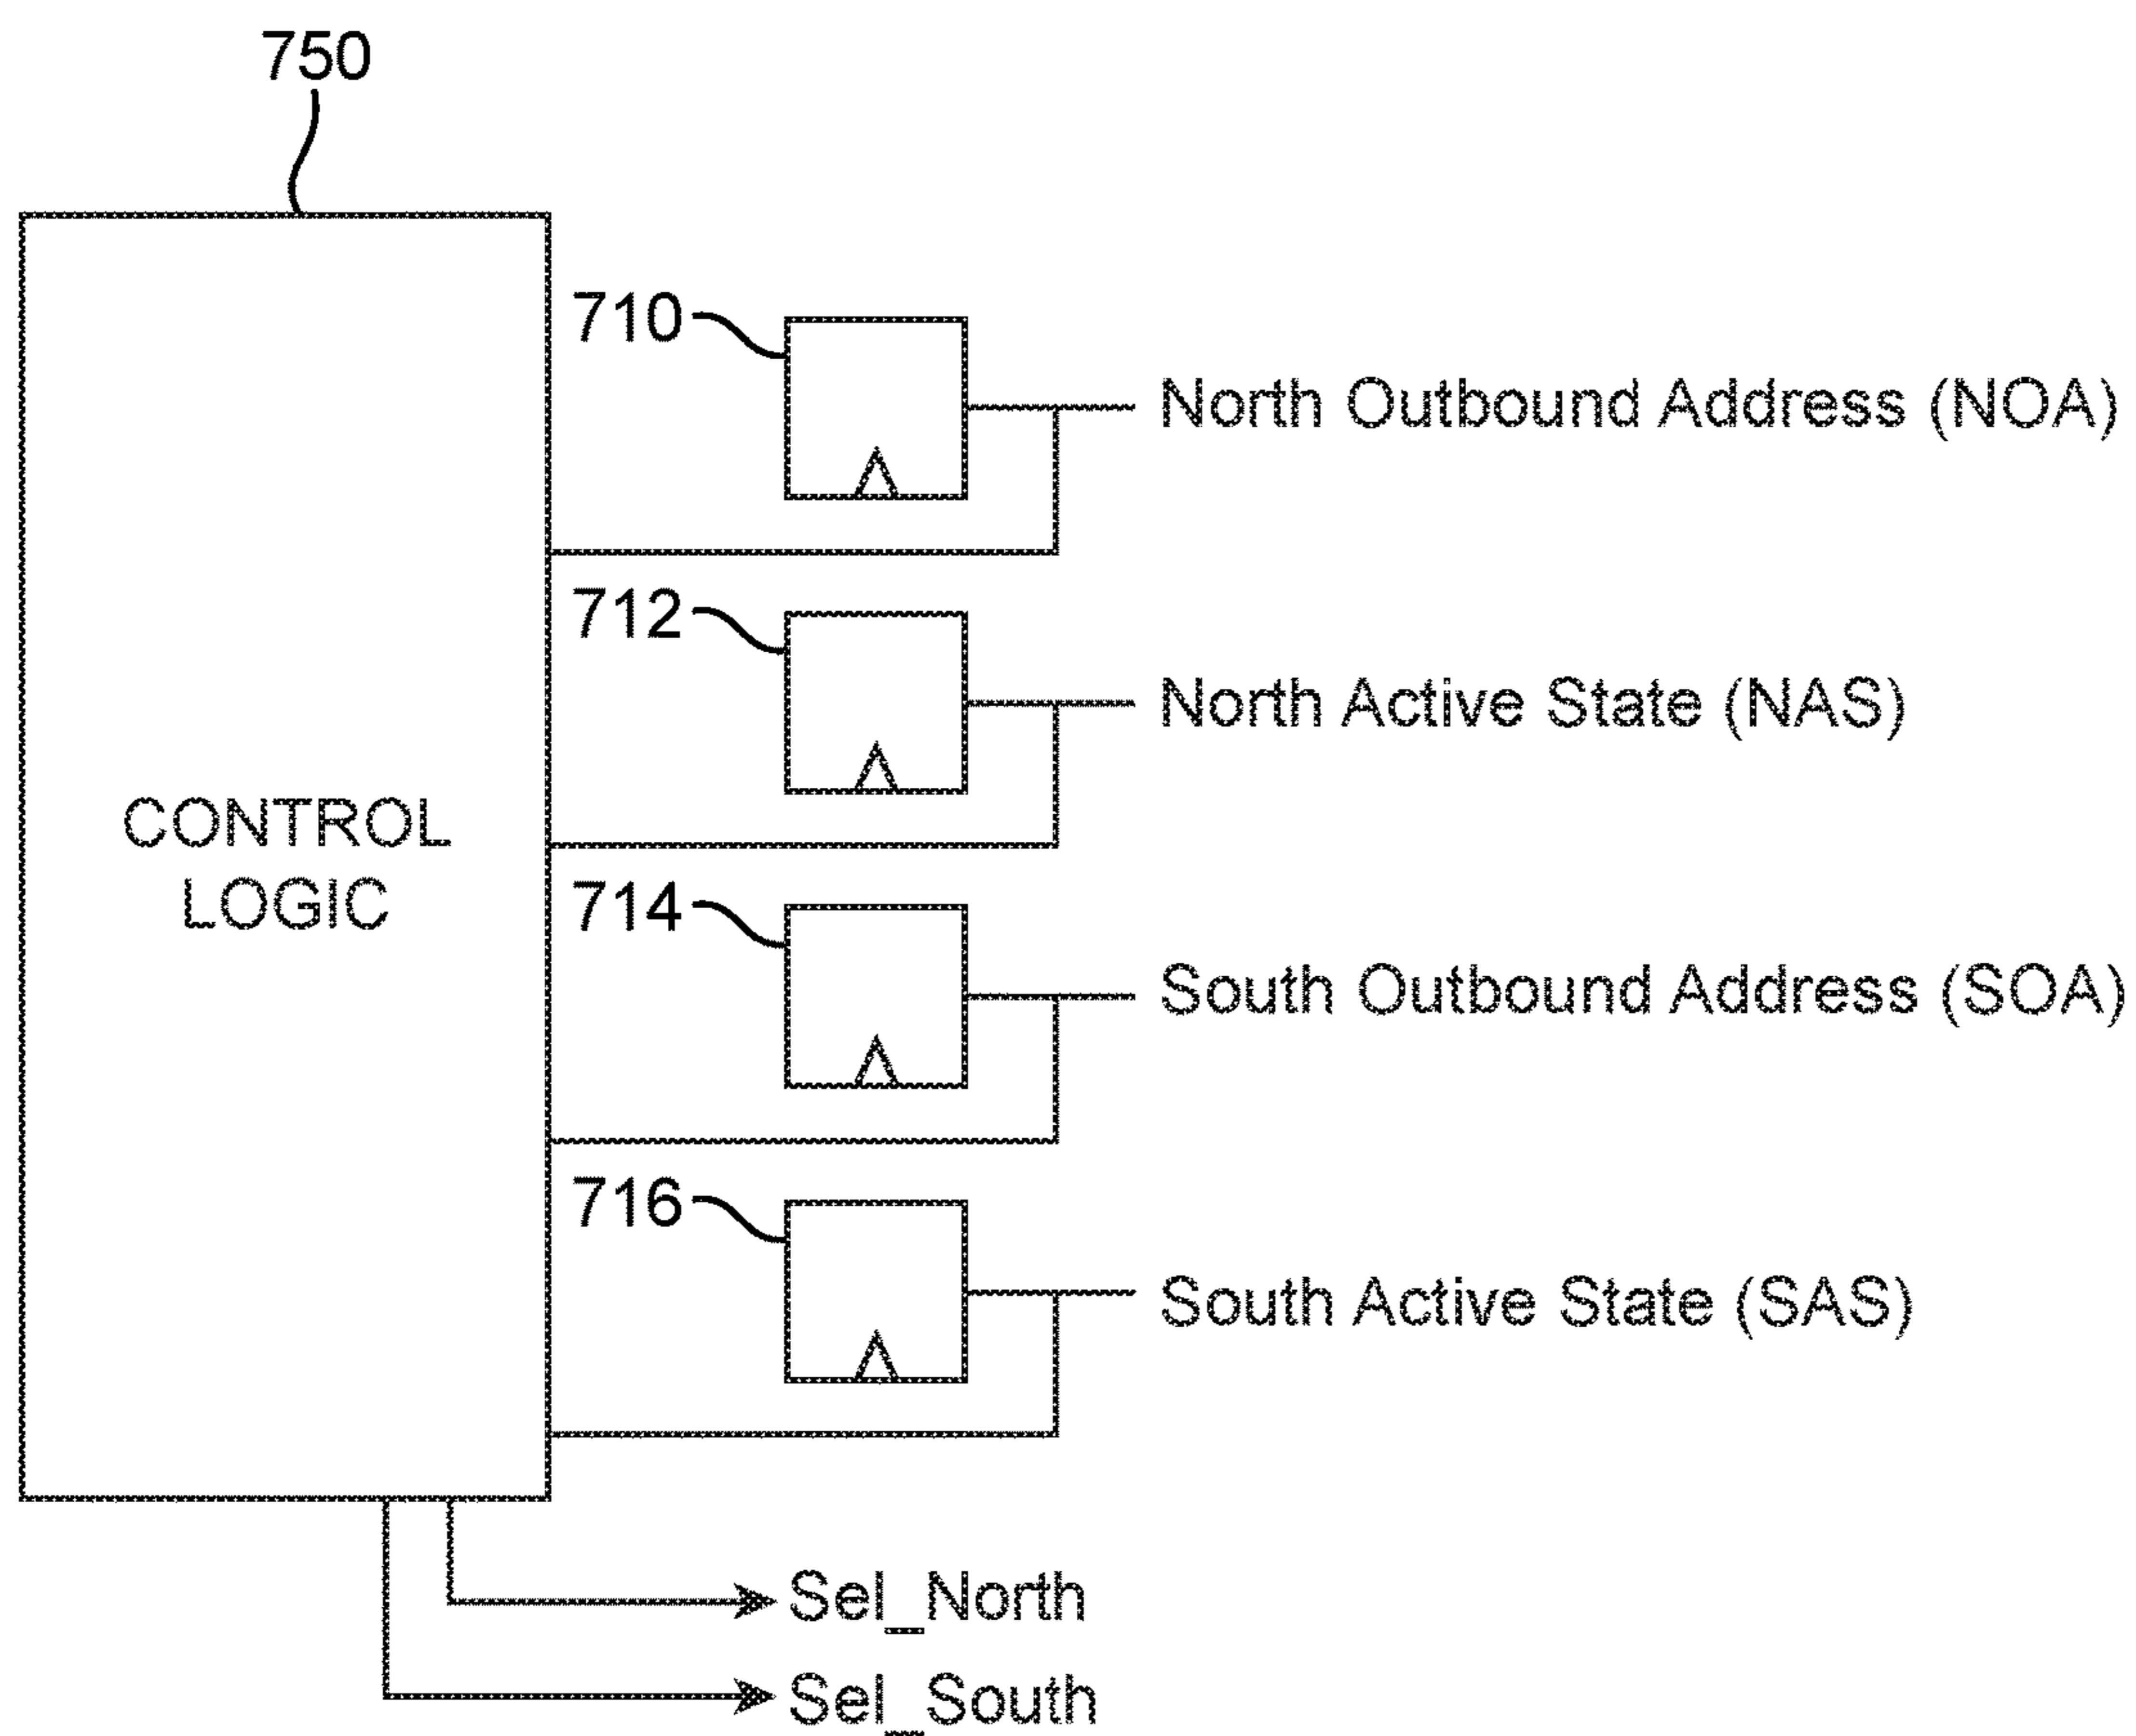 750
710
North Outbound Address (NOA)
712
North Active State (NAS)
CONTROL
LOGIC
714
South Outbound Address (SOA)
716
South Active State (SAS)
Sel_North
Sel_South